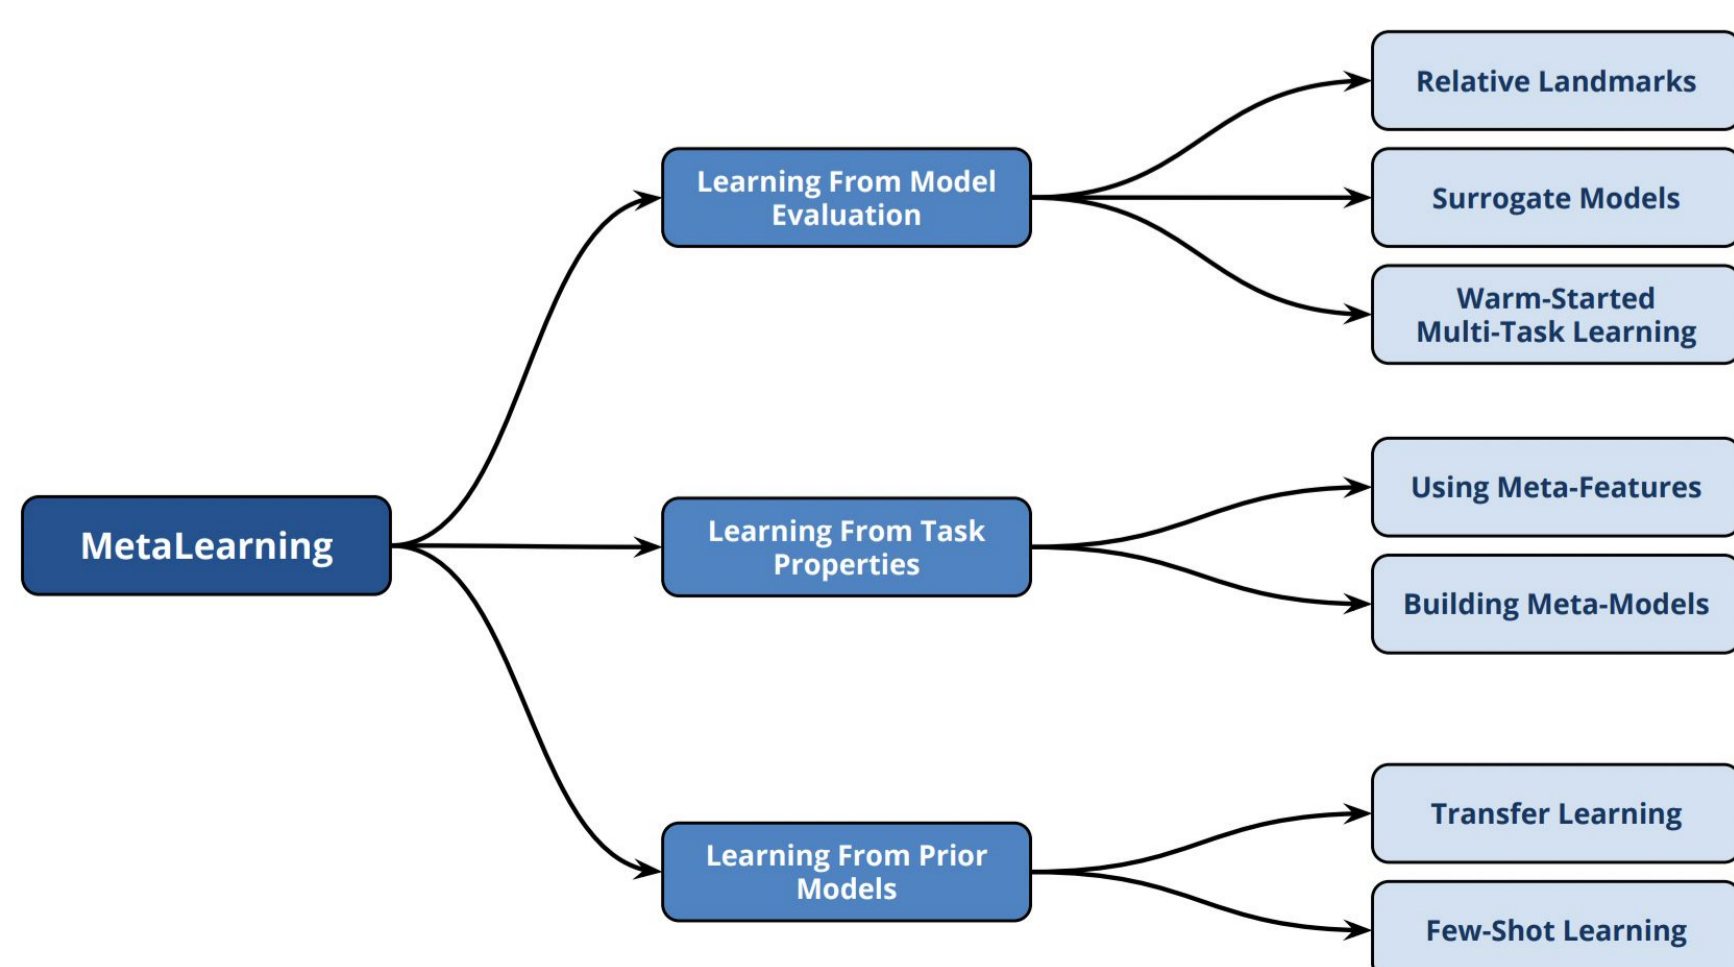 MetaLearning
Learning From Model
Evaluation
Relative Landmarks
Surrogate Models
Warm-Started
Multi-Task Learning
Learning From Task
Properties
Using Meta-Features
Building Meta-Models
Learning From Prior
Models
Transfer Learning
Few-Shot Learning